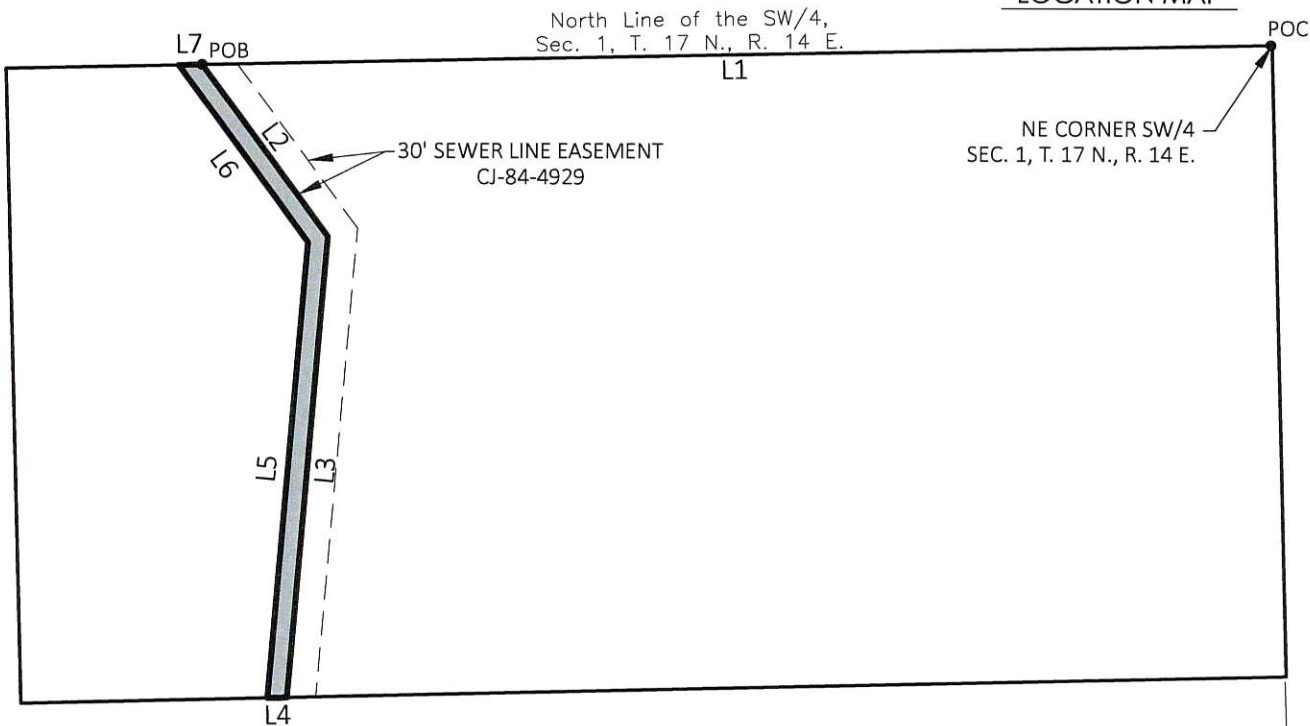 LOCATION MAP
North Line of the SW/4,
Sec. 1, T. 17 N., R. 14 E.
POC
L7 POB
L1
NE CORNER SW/4
SEC. 1, T. 17 N., R. 14 E.
L2
L6
30' SEWER LINE EASEMENT
CJ-84-4929
L5
L3
L4